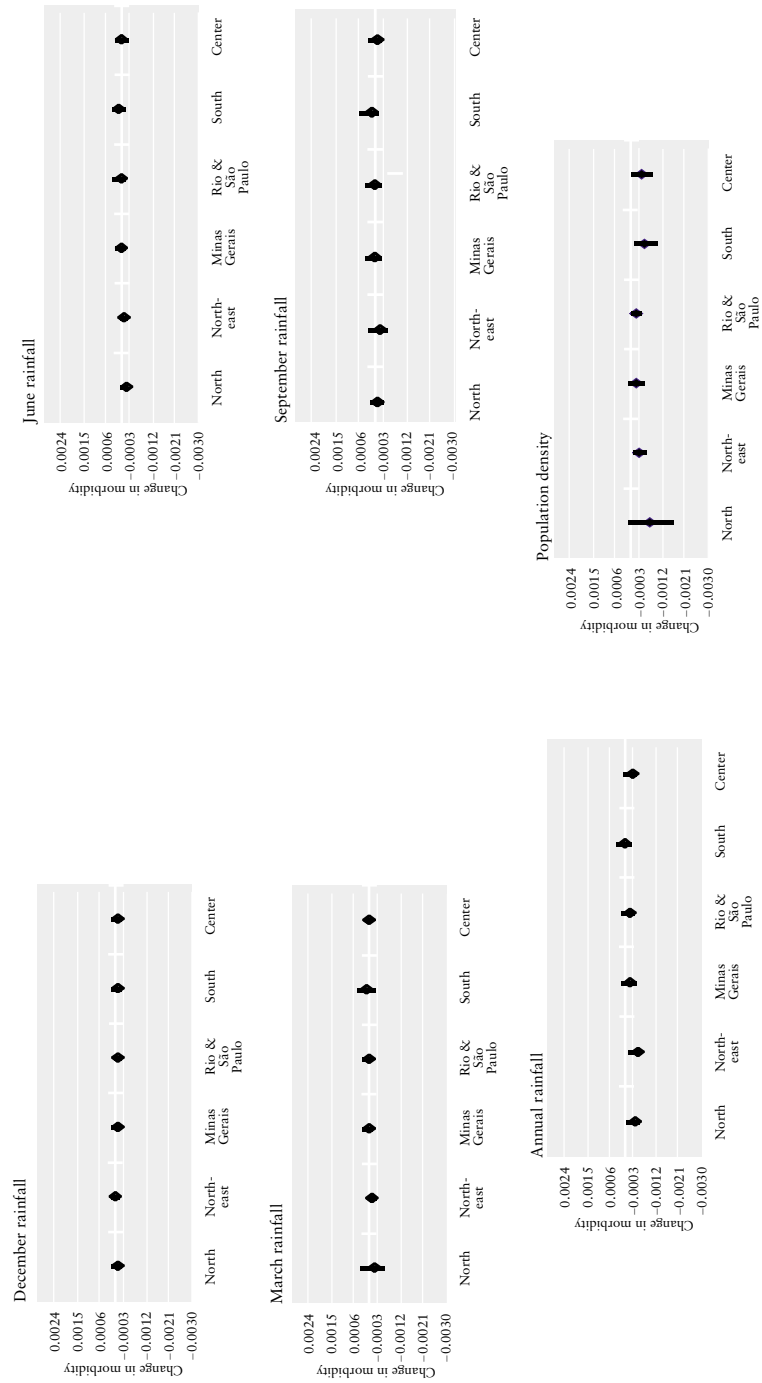 December rainfall
0.0024
0.0015
0.0006
−0.0003
−0.0012
−0.0021
−0.0030
Change in morbidity
North
North-
east
Minas
Gerais
Rio &
São
Paulo
South
Center
June rainfall
0.0024
0.0015
0.0006
−0.0003
−0.0012
−0.0021
−0.0030
Change in morbidity
North
North-
east
Minas
Gerais
Rio &
São
Paulo
South
Center
March rainfall
0.0024
0.0015
0.0006
−0.0003
−0.0012
−0.0021
−0.0030
Change in morbidity
North
North-
east
Minas
Gerais
Rio &
São
Paulo
South
Center
September rainfall
0.0024
0.0015
0.0006
−0.0003
−0.0012
−0.0021
−0.0030
Change in morbidity
North
North-
east
Minas
Gerais
Rio &
São
Paulo
South
Center
Annual rainfall
0.0024
0.0015
0.0006
−0.0003
−0.0012
−0.0021
−0.0030
Change in morbidity
North
North-
east
Minas
Gerais
Rio &
São
Paulo
South
Center
Population density
0.0024
0.0015
0.0006
−0.0003
−0.0012
−0.0021
−0.0030
Change in morbidity
North
North-
east
Minas
Gerais
Rio &
São
Paulo
South
Center